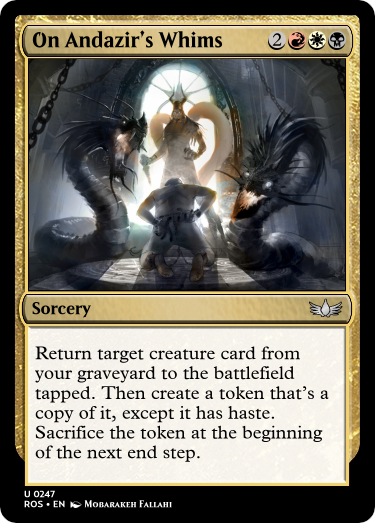 On Andazir's Whims 2
Sorcery
Return target creature card from
your graveyard to the battlefield
tapped. Then create a token that's a
copy of it, except it has haste.
Sacrifice the token at the beginning
of the next end step.
U 0247
ROS • EN Mobarakeh Fallahi